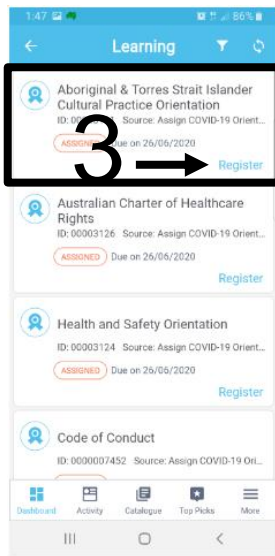 1:47 86%
Learning
Aboriginal & Torres Strait Islander
Cultural Practice Orientation
Source: Assign COVID-19 Orient...
ASSIGNED Due on 26/06/2020
3
Register
Australian Charter of Healthcare
Rights
ID: 00003126 Source: Assign COVID-19 Orient...
ASSIGNED Due on 26/06/2020
Register
Health and Safety Orientation
ID: 00003124 Source: Assign COVID-19 Orient...
ASSIGNED Due on 26/06/2020
Register
Code of Conduct
ID: 0000007452 Source: Assign COVID-19 Ori...
Dashboard Activity Catalogue Top Picks More